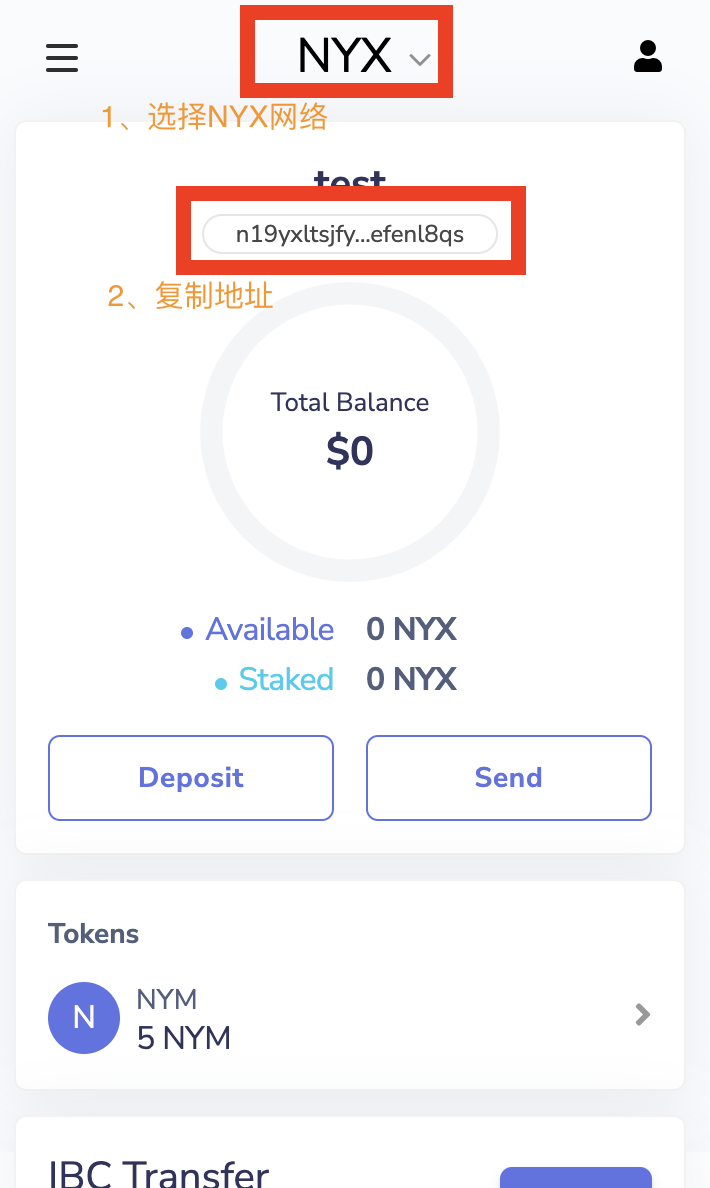 NYX
1、选择NYX网络
test
n19yxltsjfy...efenl8qs
2、复制地址
Total Balance
$0
Available 0 NYX
Staked 0 NYX
Deposit Send
Tokens
N NYM
5 NYM
IBC Transfer